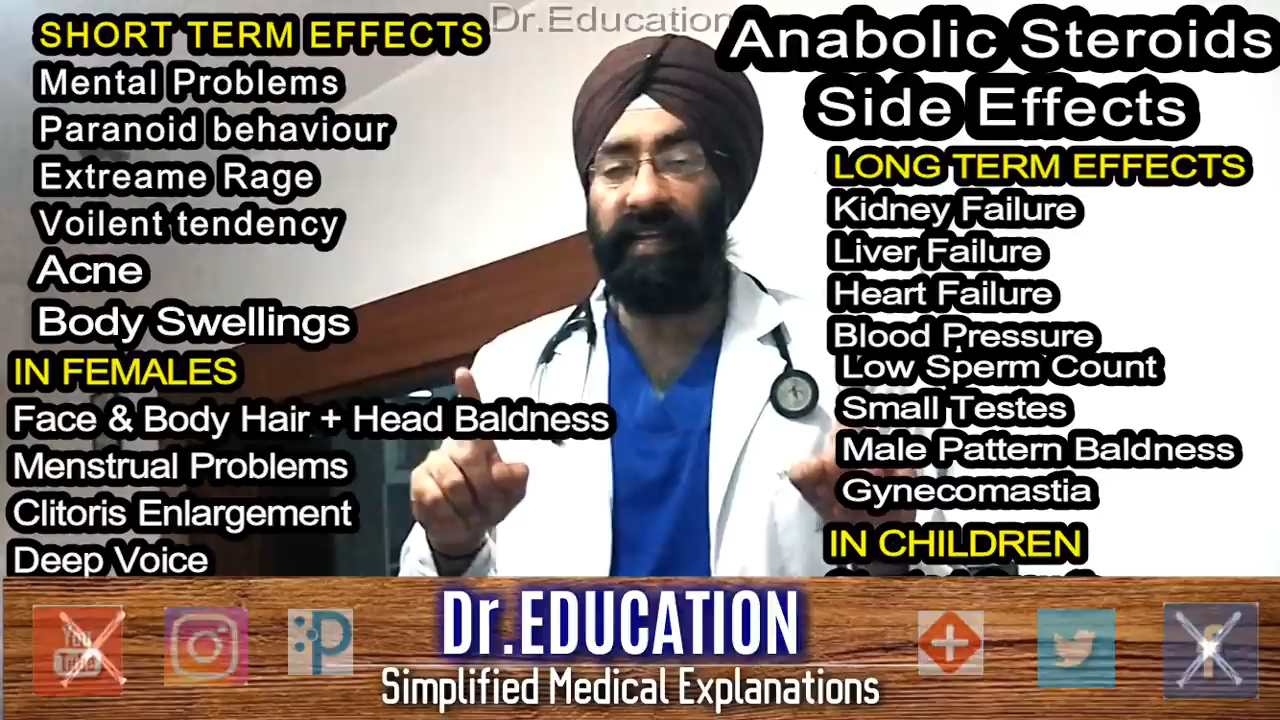 Dr.Education
SHORT TERM EFFECTS
Mental Problems
Paranoid behaviour
Extreame Rage
Voilent tendency
Acne
Body Swellings
IN FEMALES
Face & Body Hair + Head Baldness
Menstrual Problems
Clitoris Enlargement
Deep Voice
Anabolic Steroids
Side Effects
LONG TERM EFFECTS
Kidney Failure
Liver Failure
Heart Failure
Blood Pressure
Low Sperm Count
Small Testes
Male Pattern Baldness
Gynecomastia
IN CHILDREN
You
Tube
Dr.EDUCATION
Simplified Medical Explanations